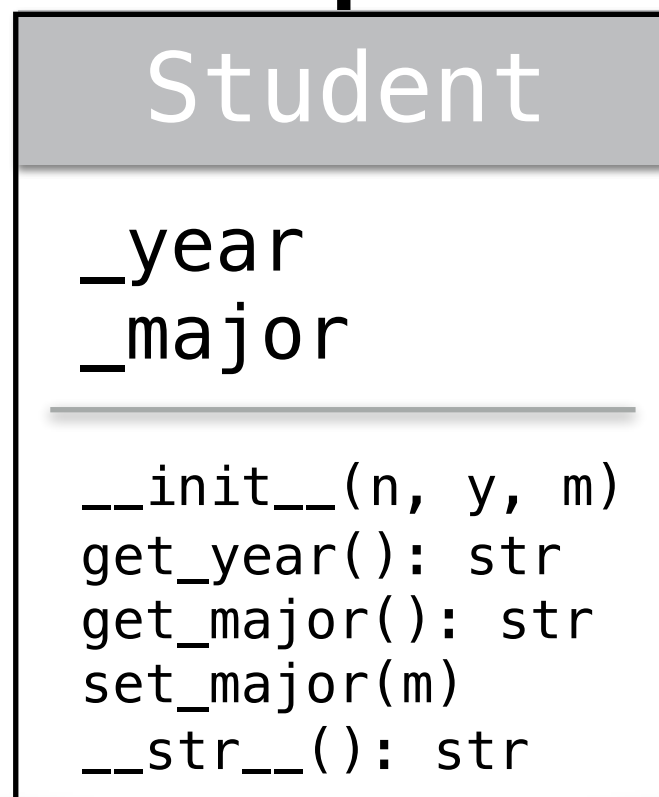 Student
_year
_major
__init__(n, y, m)
get_year(): str
get_major(): str
set_major(m)
__str__(): str